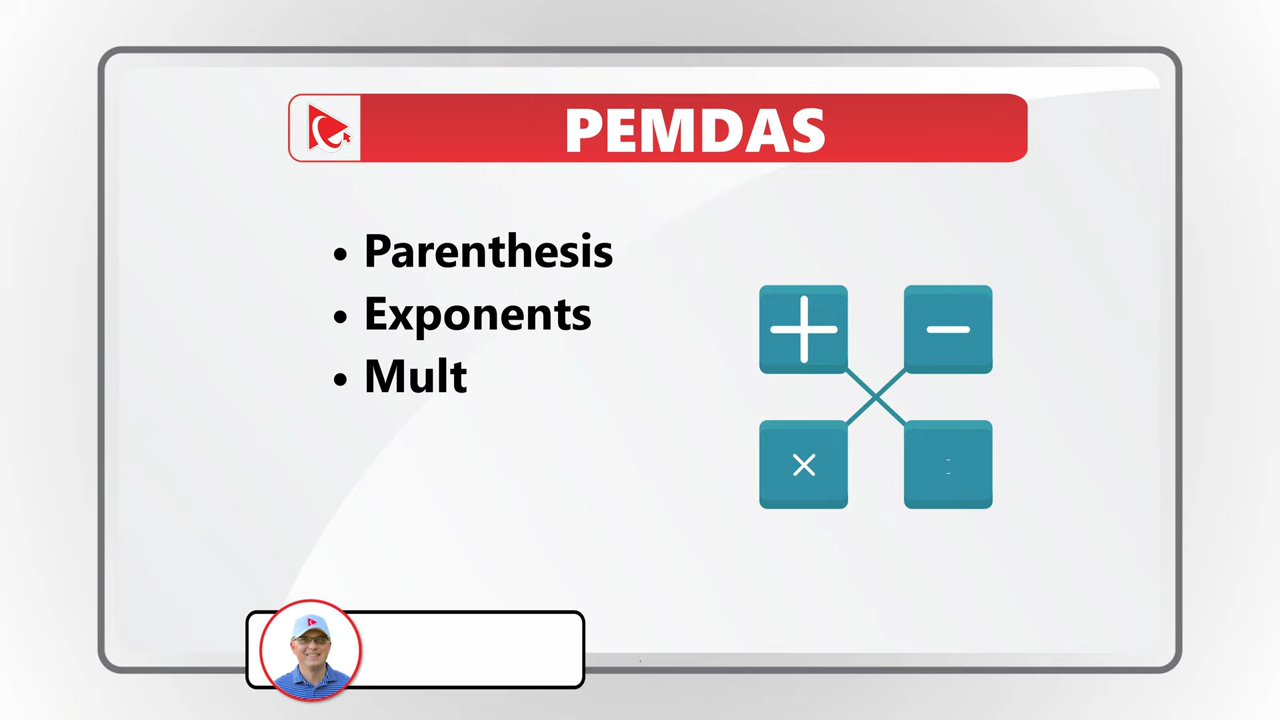 PEMDAS
• Parenthesis
• Exponents
• Mult
+ −
×